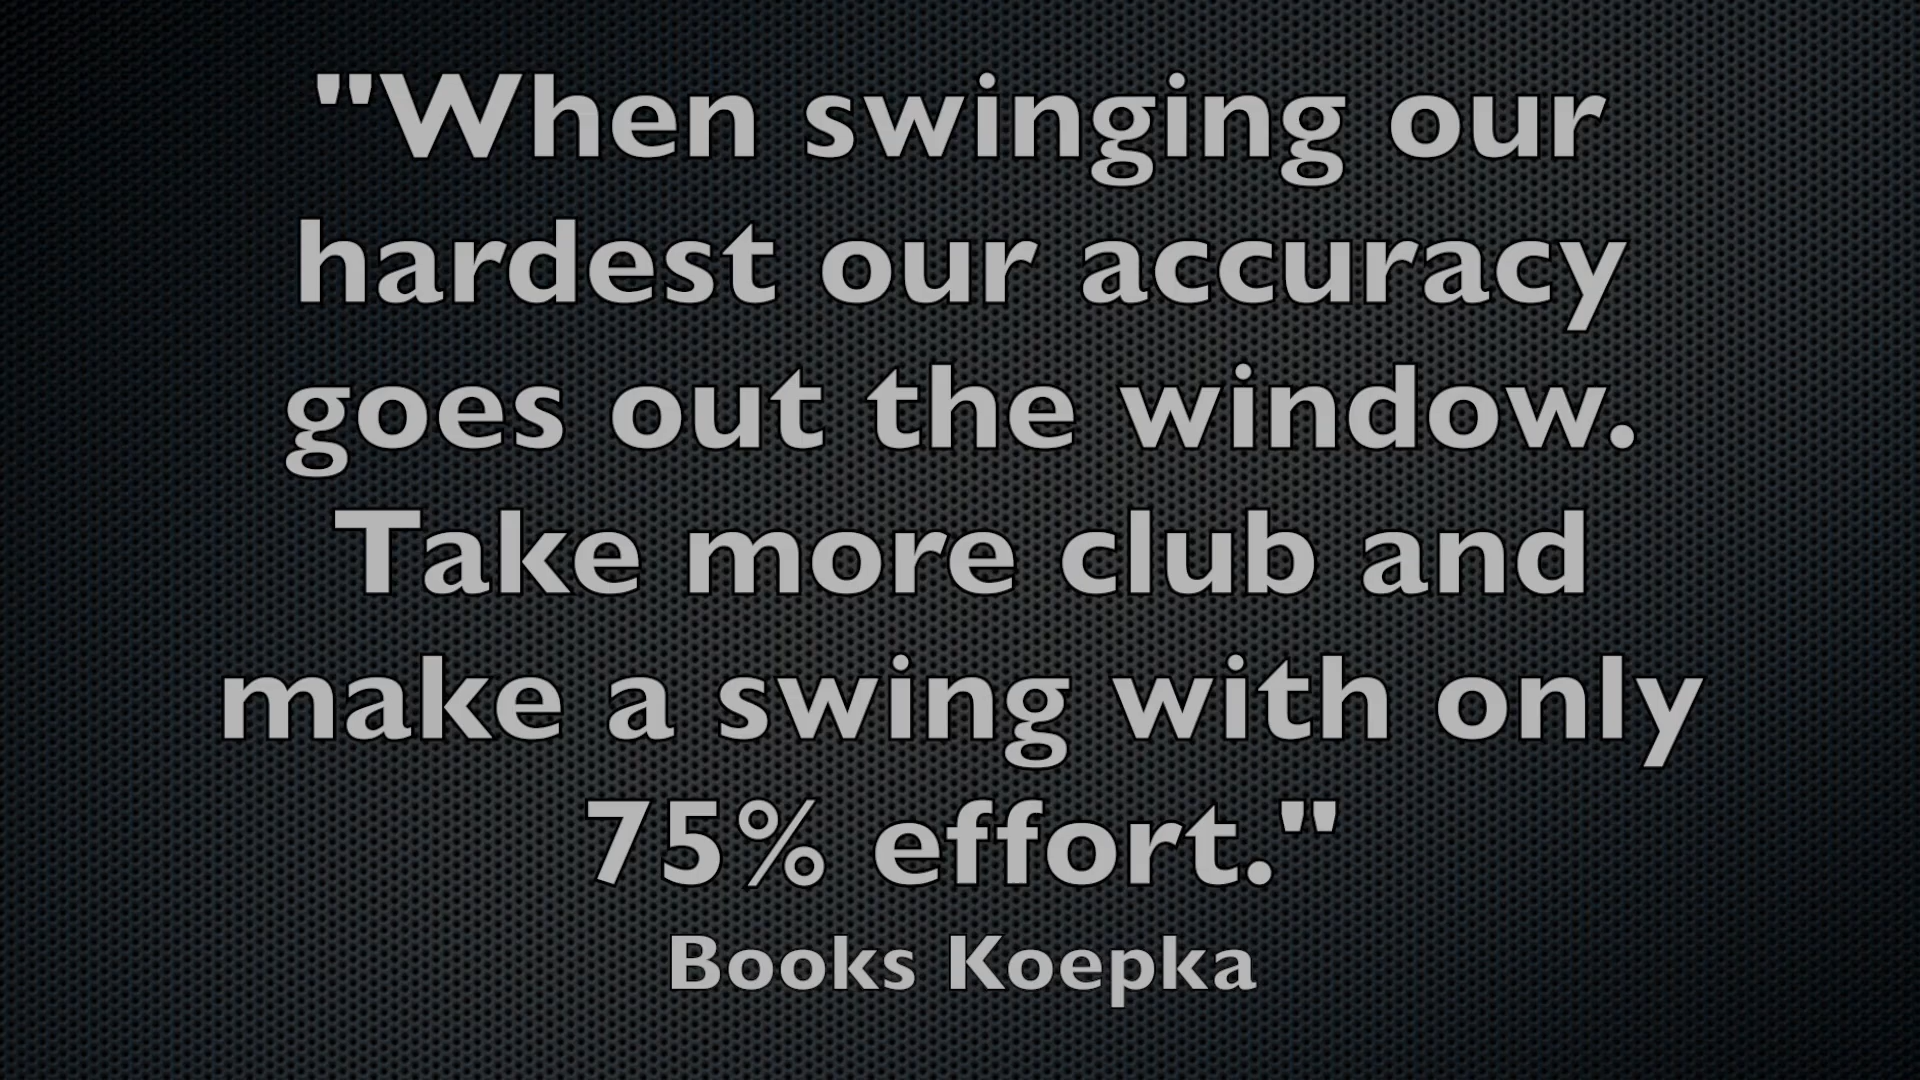 "When swinging our
hardest our accuracy
goes out the window.
Take more club and
make a swing with only
75% effort."
Books Koepka